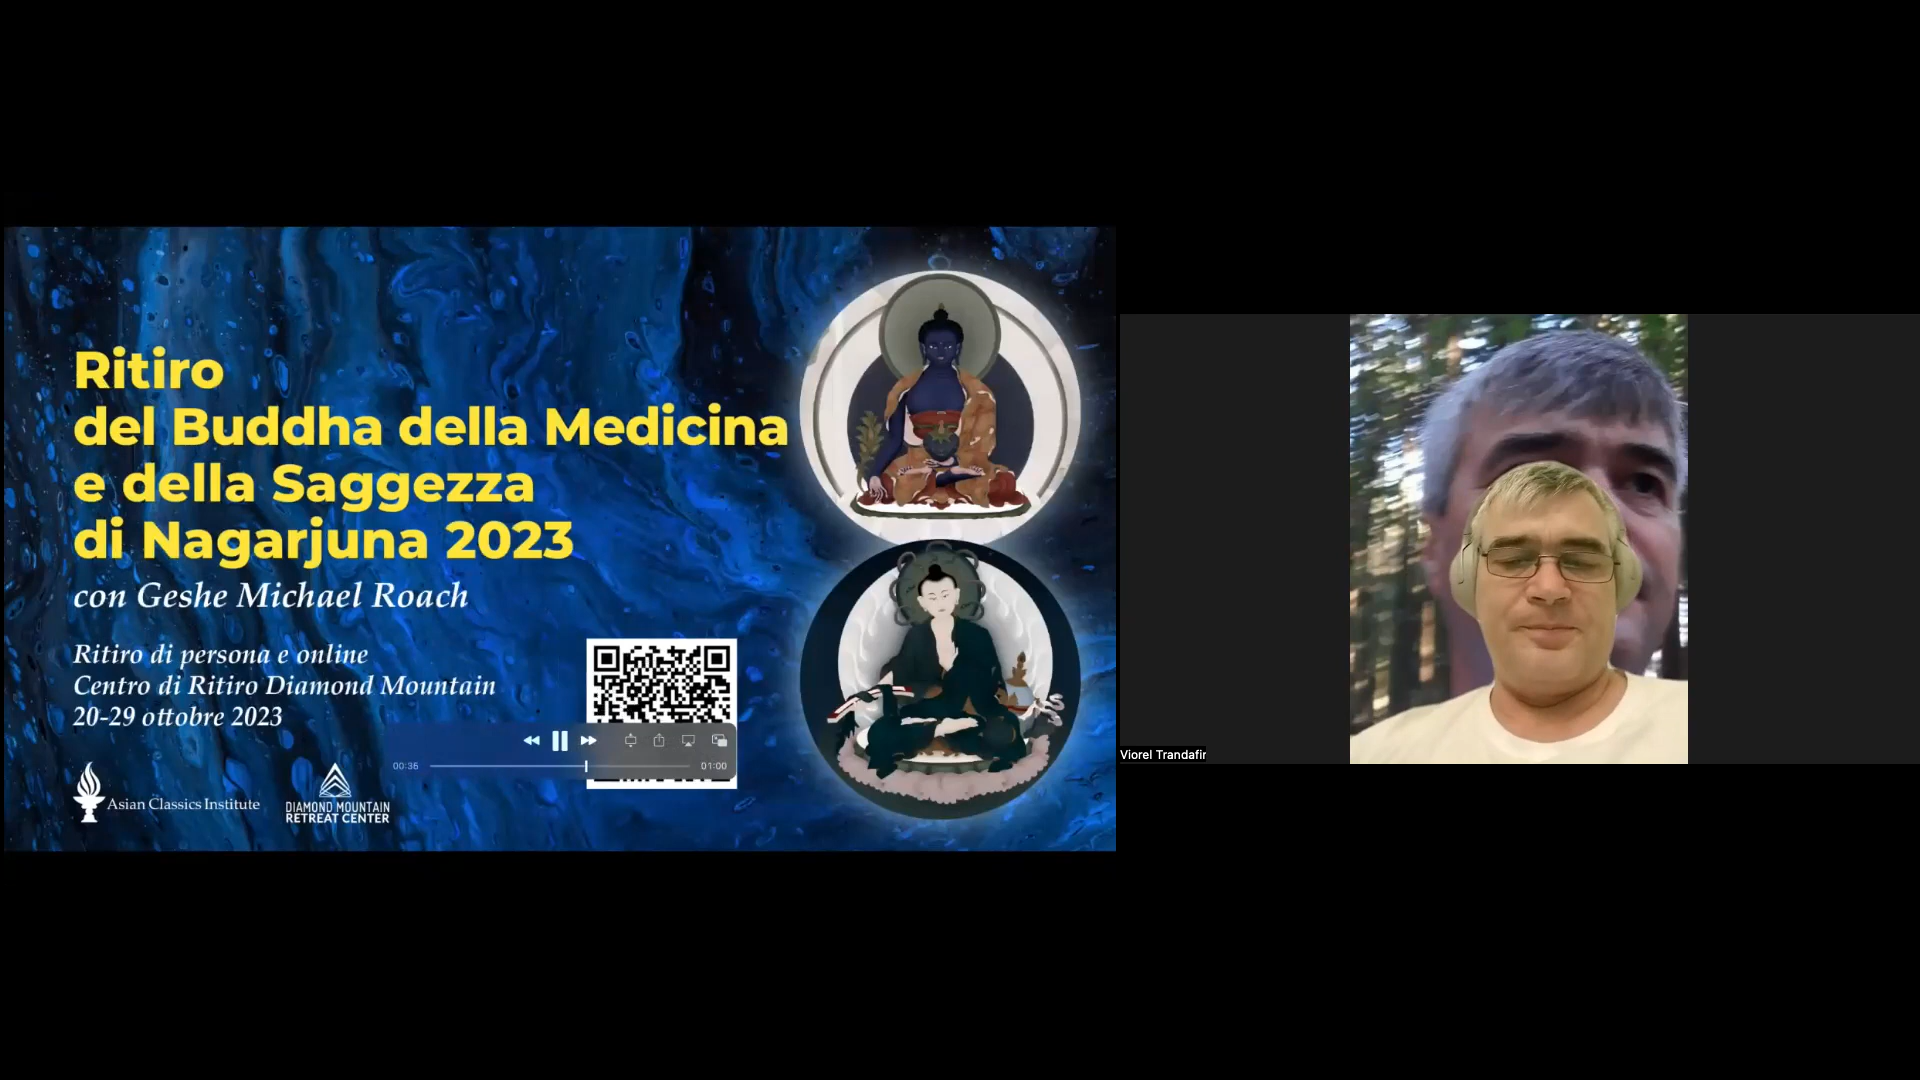 Ritiro
del Buddha della Medicina
e della Saggezza
di Nagarjuna 2023
con Geshe Michael Roach
Ritiro di persona e online
Centro di Ritiro Diamond Mountain
20-29 ottobre 2023
00:36
01:00
Asian Classics Institute
DIAMOND MOUNTAIN
RETREAT CENTER
Viorel Trandafir